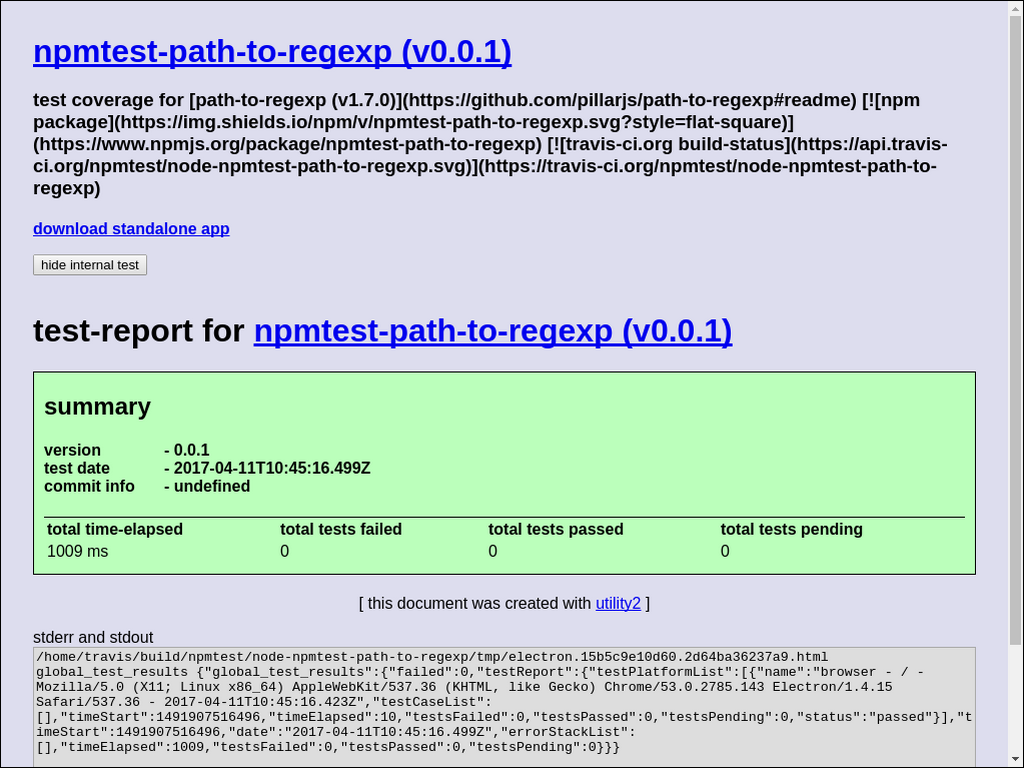 npmtest-path-to-regexp (v0.0.1)
test coverage for [path-to-regexp (v1.7.0)](https://github.com/pillarjs/path-to-regexp#readme) [![npm
package](https://img.shields.io/npm/v/npmtest-path-to-regexp.svg?style=flat-square)]
(https://www.npmjs.org/package/npmtest-path-to-regexp) [![travis-ci.org build-status](https://api.travis-
ci.org/npmtest/node-npmtest-path-to-regexp.svg)](https://travis-ci.org/npmtest/node-npmtest-path-to-
regexp)
download standalone app
hide internal test
test-report for npmtest-path-to-regexp (v0.0.1)
summary
version - 0.0.1
test date - 2017-04-11T10:45:16.499Z
commit info - undefined
total time-elapsed total tests failed total tests passed total tests pending
1009 ms 0 0 0
[ this document was created with utility2 ]
stderr and stdout
/home/travis/build/npmtest/node-npmtest-path-to-regexp/tmp/electron.15b5c9e10d60.2d64ba36237a9.html
global_test_results {"global_test_results":{"failed":0,"testReport":{"testPlatformList":[{"name":"browser - / -
Mozilla/5.0 (X11; Linux x86_64) AppleWebKit/537.36 (KHTML, like Gecko) Chrome/53.0.2785.143 Electron/1.4.15
Safari/537.36 - 2017-04-11T10:45:16.423Z","testCaseList":
[],"timeStart":1491907516496,"timeElapsed":10,"testsFailed":0,"testsPassed":0,"testsPending":0,"status":"passed"}],"t
imeStart":1491907516496,"date":"2017-04-11T10:45:16.499Z","errorStackList":
[],"timeElapsed":1009,"testsFailed":0,"testsPassed":0,"testsPending":0}}}